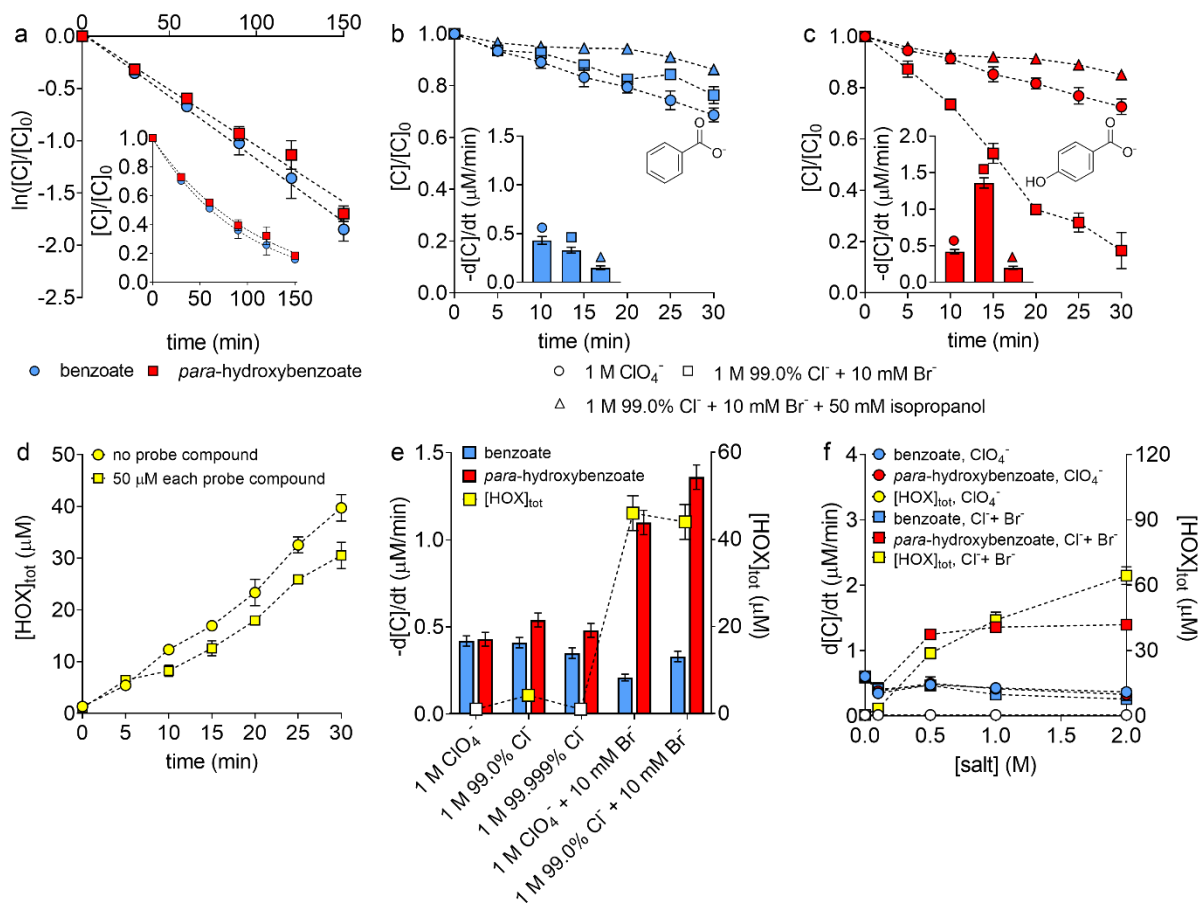 a
0 50 100 150
0.0
-0.5
-1.0
-1.5
-2.0
-2.5
ln([C]/[C]₀)
1.0
0.8
0.6
0.4
0.2
0.0
[C]/[C]₀
0 50 100 150
time (min)
benzoate
para-hydroxybenzoate
b
1.0
0.8
0.6
0.4
0.2
0.0
[C]/[C]₀
1.5
1.0
0.5
0.0
-d[C]/dt (µM/min)
O
O⁻
0 5 10 15 20 25 30
time (min)
c
1.0
0.8
0.6
0.4
0.2
0.0
[C]/[C]₀
2.0
1.5
1.0
0.5
0.0
-d[C]/dt (µM/min)
O
O⁻
HO
0 5 10 15 20 25 30
time (min)
1 M ClO₄⁻
1 M 99.0% Cl⁻ + 10 mM Br⁻
1 M 99.0% Cl⁻ + 10 mM Br⁻ + 50 mM isopropanol
d
50
40
30
20
10
0
[HOX]tot (µM)
no probe compound
50 µM each probe compound
0 5 10 15 20 25 30
time (min)
e
1.5
1.0
0.5
0.0
-d[C]/dt (µM/min)
benzoate
para-hydroxybenzoate
[HOX]tot
60
40
20
0
[HOX]tot (µM)
1 M ClO₄⁻
1 M 99.0% Cl⁻
1 M 99.999% Cl⁻
1 M ClO₄⁻ + 10 mM Br⁻
1 M 99.0% Cl⁻ + 10 mM Br⁻
f
4
3
2
1
0
d[C]/dt (µM/min)
benzoate, ClO₄⁻
para-hydroxybenzoate, ClO₄⁻
[HOX]tot, ClO₄⁻
benzoate, Cl⁻+ Br⁻
para-hydroxybenzoate, Cl⁻+ Br⁻
[HOX]tot, Cl⁻+ Br⁻
120
90
60
30
0
[HOX]tot (µM)
0.0 0.5 1.0 1.5 2.0
[salt] (M)